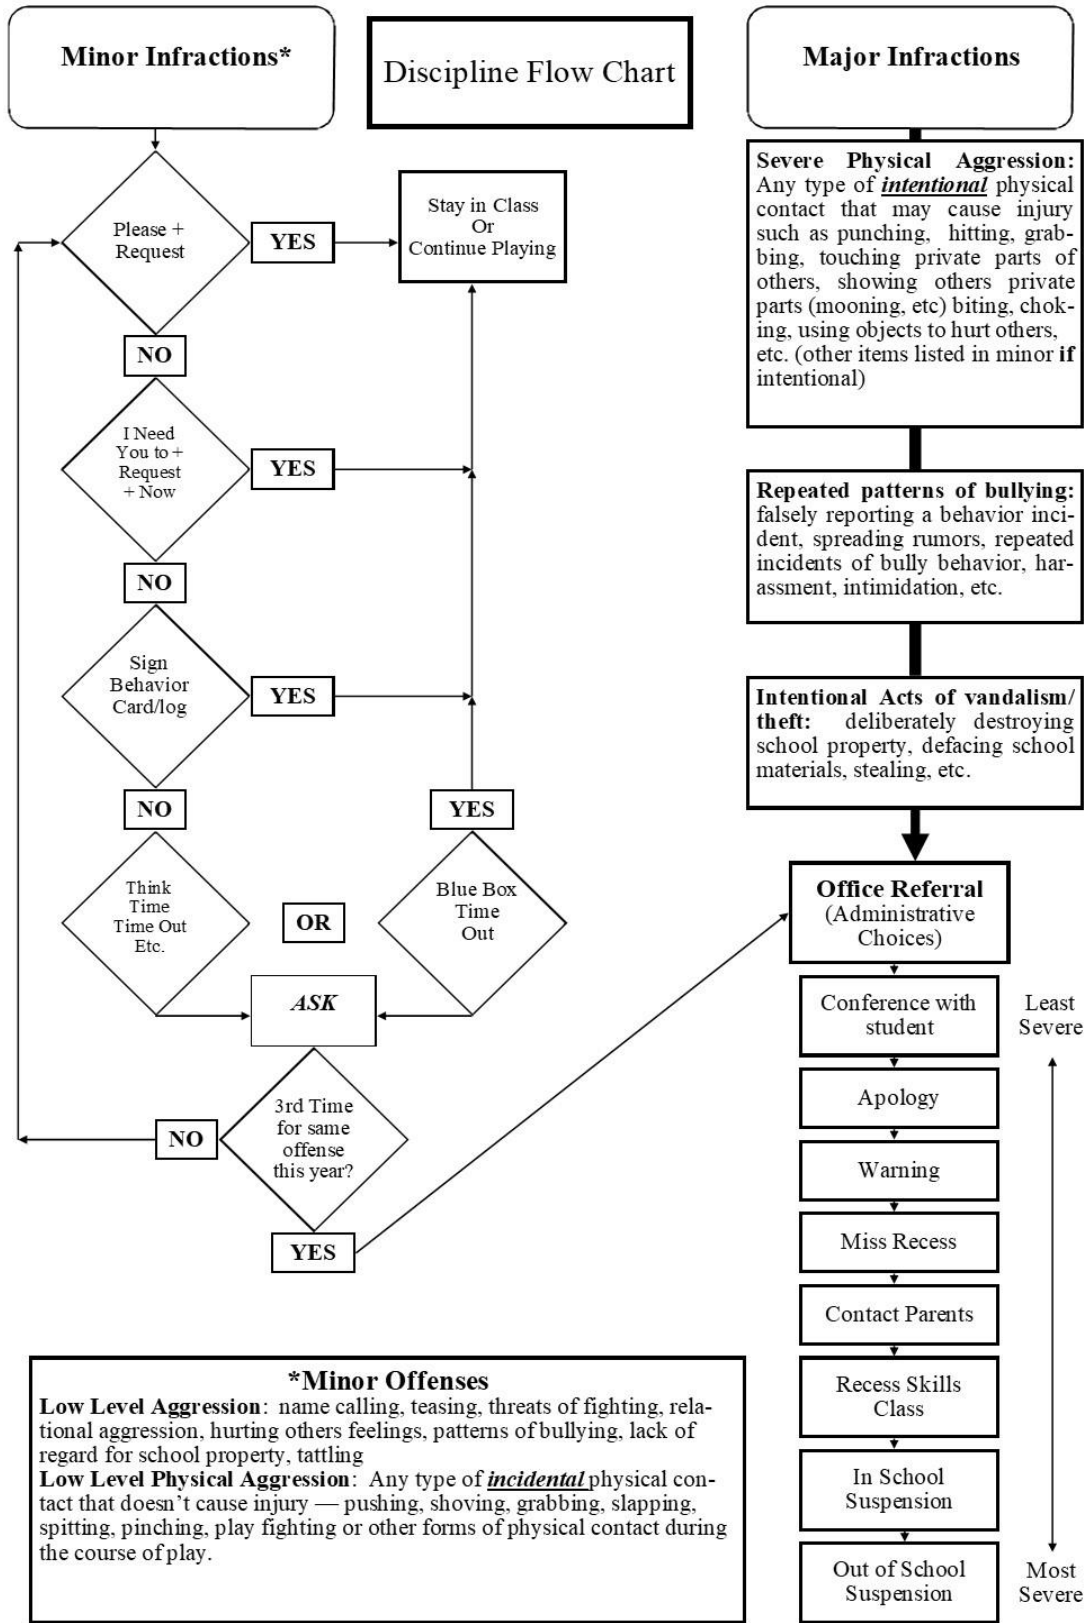 Minor Infractions*
Discipline Flow Chart
Major Infractions
Please +
Request
YES
Stay in Class
Or
Continue Playing
NO
I Need
You to +
Request
+ Now
YES
NO
Sign
Behavior
Card/log
YES
NO
YES
Think
Time
Time Out
Etc.
OR
Blue Box
Time
Out
ASK
3rd Time
for same
offense
this year?
NO
YES
Severe Physical Aggression:
Any type of intentional physical
contact that may cause injury
such as punching, hitting, grab-
bing, touching private parts of
others, showing others private
parts (mooning, etc) biting, chok-
ing, using objects to hurt others,
etc. (other items listed in minor if
intentional)
Repeated patterns of bullying:
falsely reporting a behavior inci-
dent, spreading rumors, repeated
incidents of bully behavior, har-
assment, intimidation, etc.
Intentional Acts of vandalism/
theft: deliberately destroying
school property, defacing school
materials, stealing, etc.
Office Referral
(Administrative
Choices)
Conference with
student
Least
Severe
Apology
Warning
Miss Recess
Contact Parents
Recess Skills
Class
In School
Suspension
Out of School
Suspension
Most
Severe
*Minor Offenses
Low Level Aggression: name calling, teasing, threats of fighting, rela-
tional aggression, hurting others feelings, patterns of bullying, lack of
regard for school property, tattling
Low Level Physical Aggression: Any type of incidental physical con-
tact that doesn't cause injury — pushing, shoving, grabbing, slapping,
spitting, pinching, play fighting or other forms of physical contact during
the course of play.